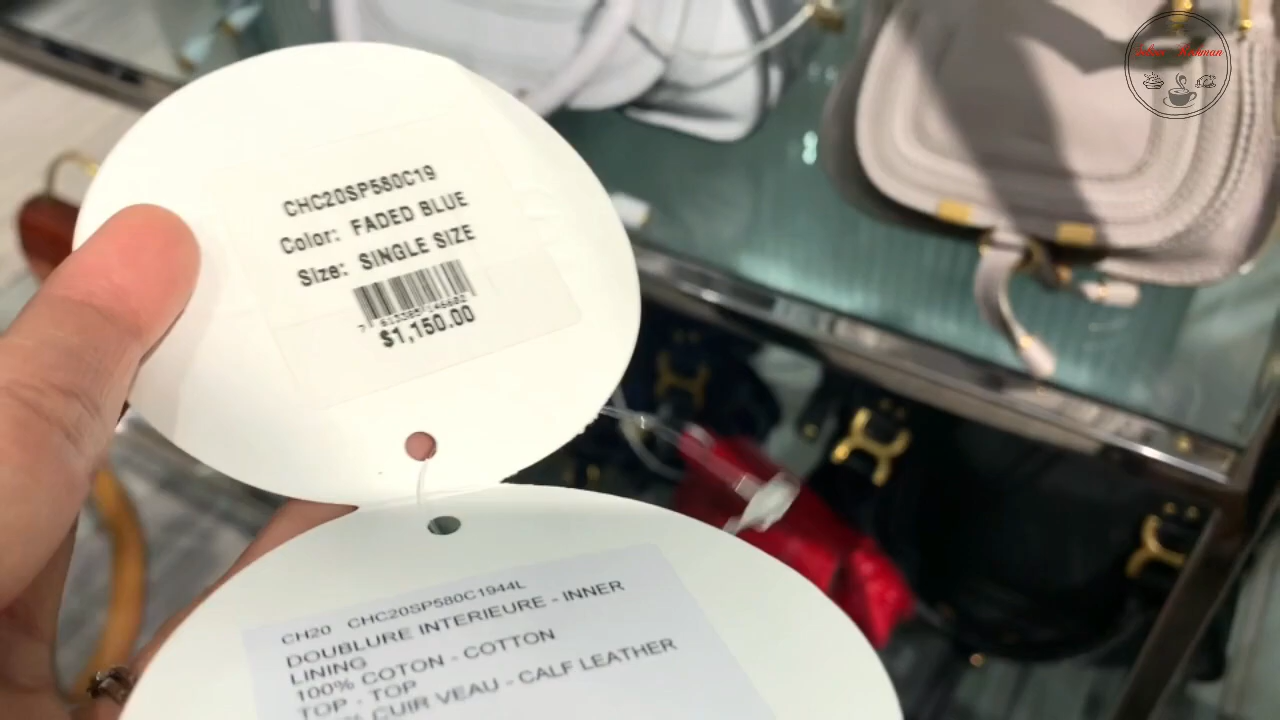 CHC20SP580C19
Color: FADED BLUE
Size: SINGLE SIZE
$1,150.00
CH20 CHC20SP580C1944L
DOUBLURE INTERIEURE - INNER
LINING
100% COTON - COTTON
TOP - TOP
CUIR VEAU - CALF LEATHER